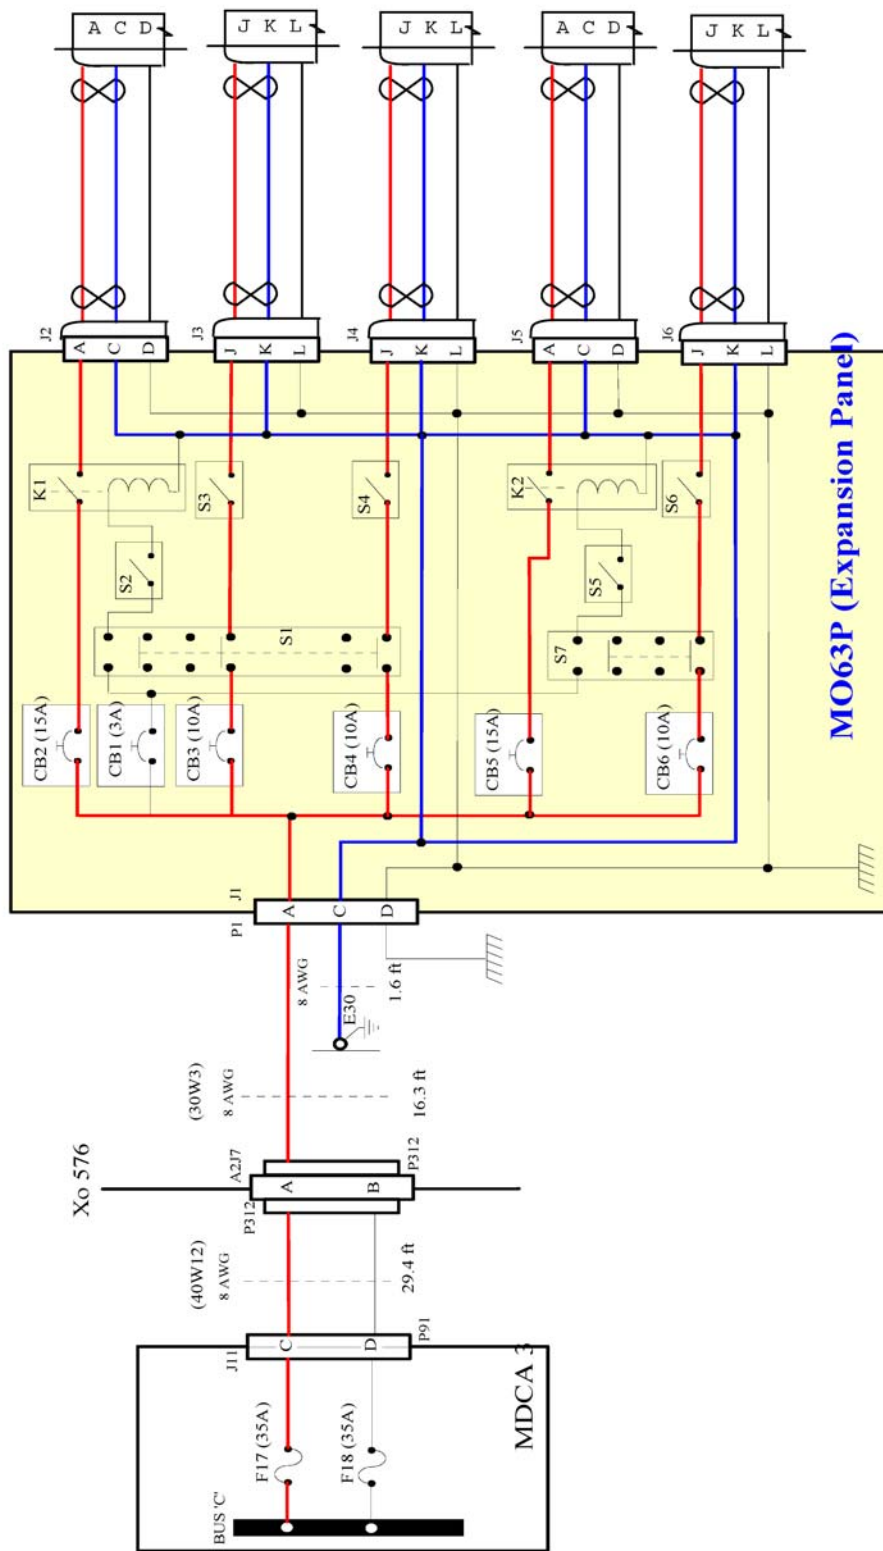 A C D
J K L
J K L
A C D
J K L
J2
J3
J4
J5
J6
A C D
J K L
J K L
A C D
J K L
K1
S3
S4
K2
S6
S2
S5
S1
S7
CB2 (15A)
CB1 (3A)
CB3 (10A)
CB4 (10A)
CB5 (15A)
CB6 (10A)
MO63P (Expansion Panel)
J1
P1
A C D
8 AWG
1.6 ft
E30
(30W3)
8 AWG
16.3 ft
Xo 576
A2J7
P312
A B
P312
(40W12)
8 AWG
29.4 ft
J11
P91
C D
F17 (35A)
F18 (35A)
BUS 'C'
MDCA 3